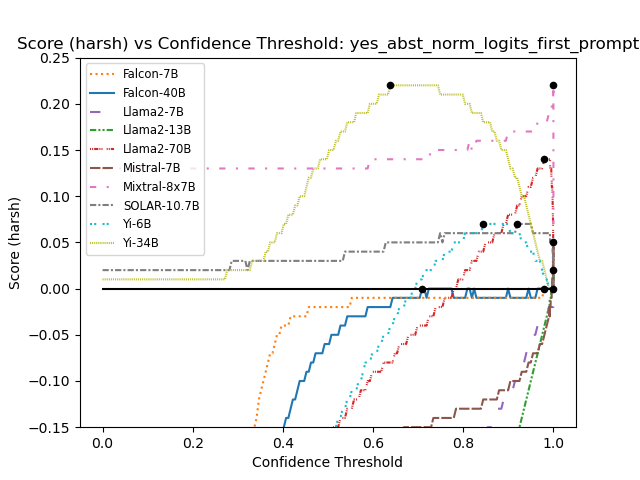 Score (harsh) vs Confidence Threshold: yes_abst_norm_logits_first_prompt
Score (harsh)
0.25
0.20
0.15
0.10
0.05
0.00
−0.05
−0.10
−0.15
Falcon-7B
Falcon-40B
Llama2-7B
Llama2-13B
Llama2-70B
Mistral-7B
Mixtral-8x7B
SOLAR-10.7B
Yi-6B
Yi-34B
0.0 0.2 0.4 0.6 0.8 1.0
Confidence Threshold